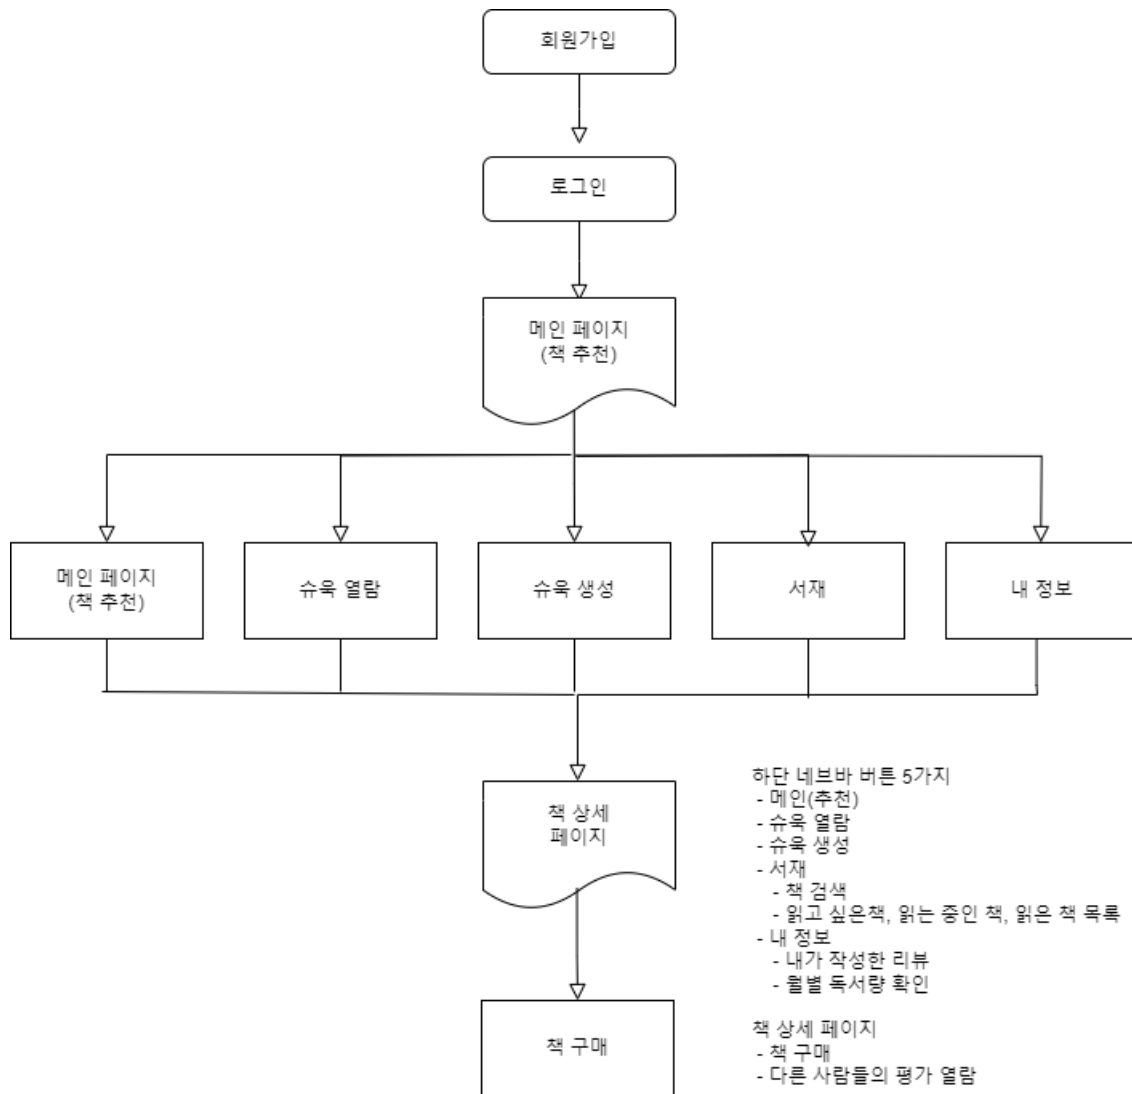 회원가입
로그인
메인 페이지
(책 추천)
메인 페이지
(책 추천)
슈욱 열람
슈욱 생성
서재
내 정보
책 상세
페이지
책 구매
하단 네브바 버튼 5가지
- 메인(추천)
- 슈욱 열람
- 슈욱 생성
- 서재
- 책 검색
- 읽고 싶은책, 읽는 중인 책, 읽은 책 목록
- 내 정보
- 내가 작성한 리뷰
- 월별 독서량 확인
책 상세 페이지
- 책 구매
- 다른 사람들의 평가 열람